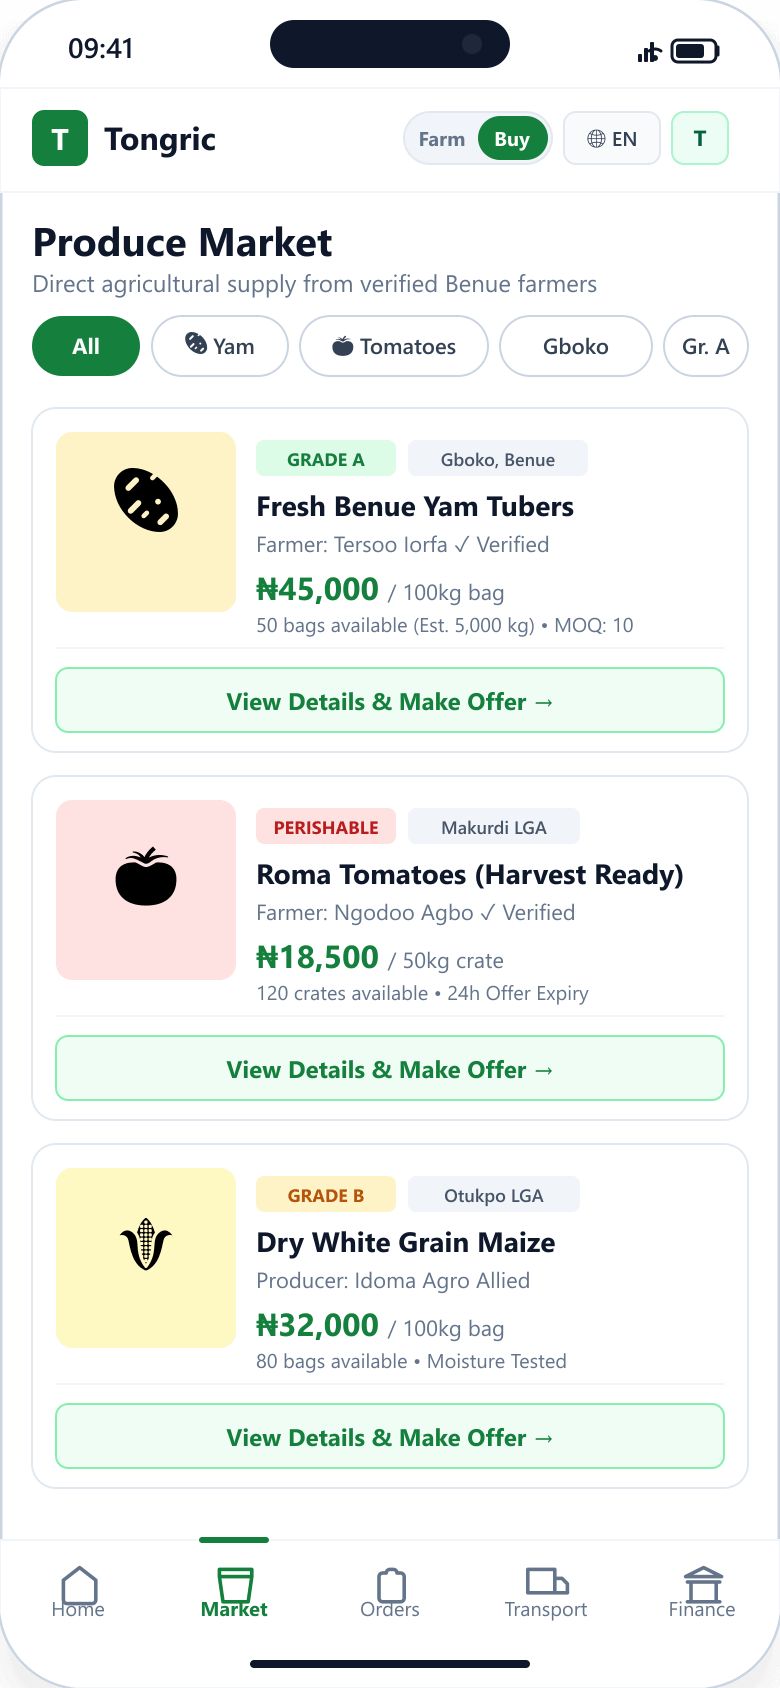 09:41
T Tongric Farm Buy EN T
Produce Market
Direct agricultural supply from verified Benue farmers
All Yam Tomatoes Gboko Gr. A
GRADE A Gboko, Benue
Fresh Benue Yam Tubers
Farmer: Tersoo Iorfa ✓ Verified
₦45,000 / 100kg bag
50 bags available (Est. 5,000 kg) • MOQ: 10
View Details & Make Offer →
PERISHABLE Makurdi LGA
Roma Tomatoes (Harvest Ready)
Farmer: Ngodoo Agbo ✓ Verified
₦18,500 / 50kg crate
120 crates available • 24h Offer Expiry
View Details & Make Offer →
GRADE B Otukpo LGA
Dry White Grain Maize
Producer: Idoma Agro Allied
₦32,000 / 100kg bag
80 bags available • Moisture Tested
View Details & Make Offer →
Home Market Orders Transport Finance